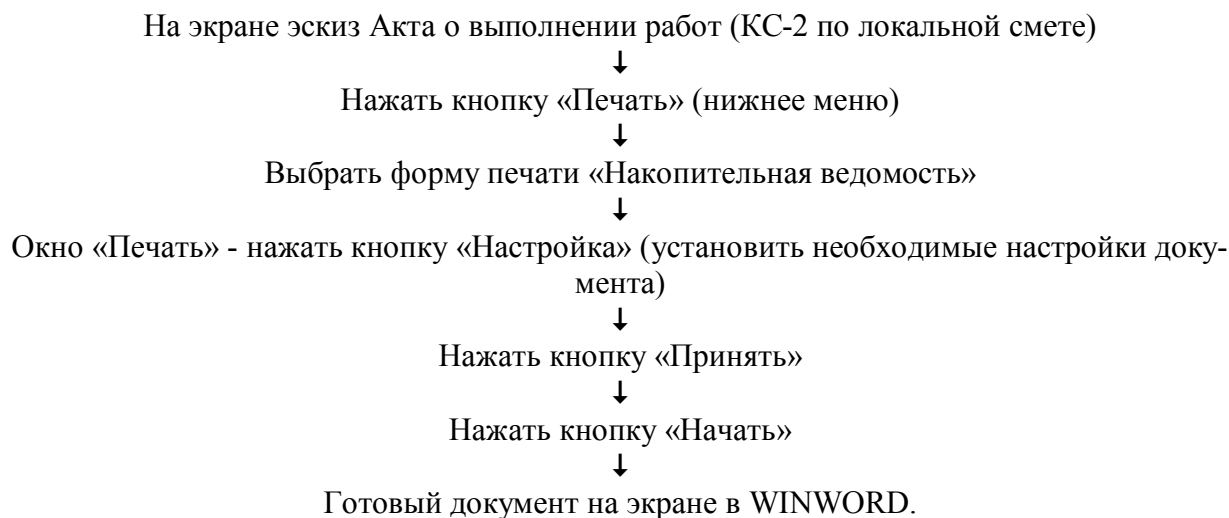 На экране эскиз Акта о выполнении работ (КС-2 по локальной смете)
↓
Нажать кнопку «Печать» (нижнее меню)
↓
Выбрать форму печати «Накопительная ведомость»
↓
Окно «Печать» - нажать кнопку «Настройка» (установить необходимые настройки доку-
мента)
↓
Нажать кнопку «Принять»
↓
Нажать кнопку «Начать»
↓
Готовый документ на экране в WINWORD.